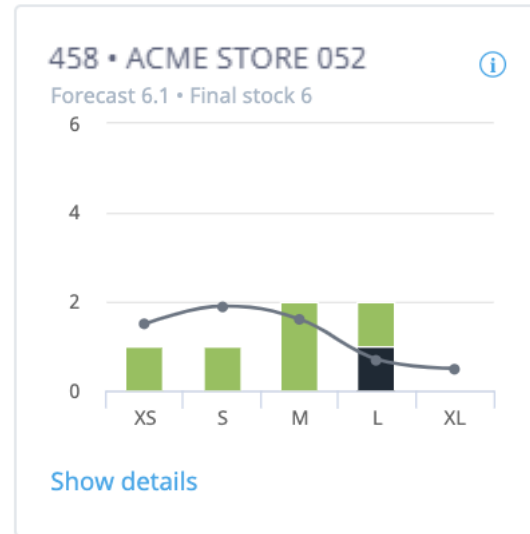 458 • ACME STORE 052
Forecast 6.1 • Final stock 6
6
4
2
0
XS S M L XL
Show details